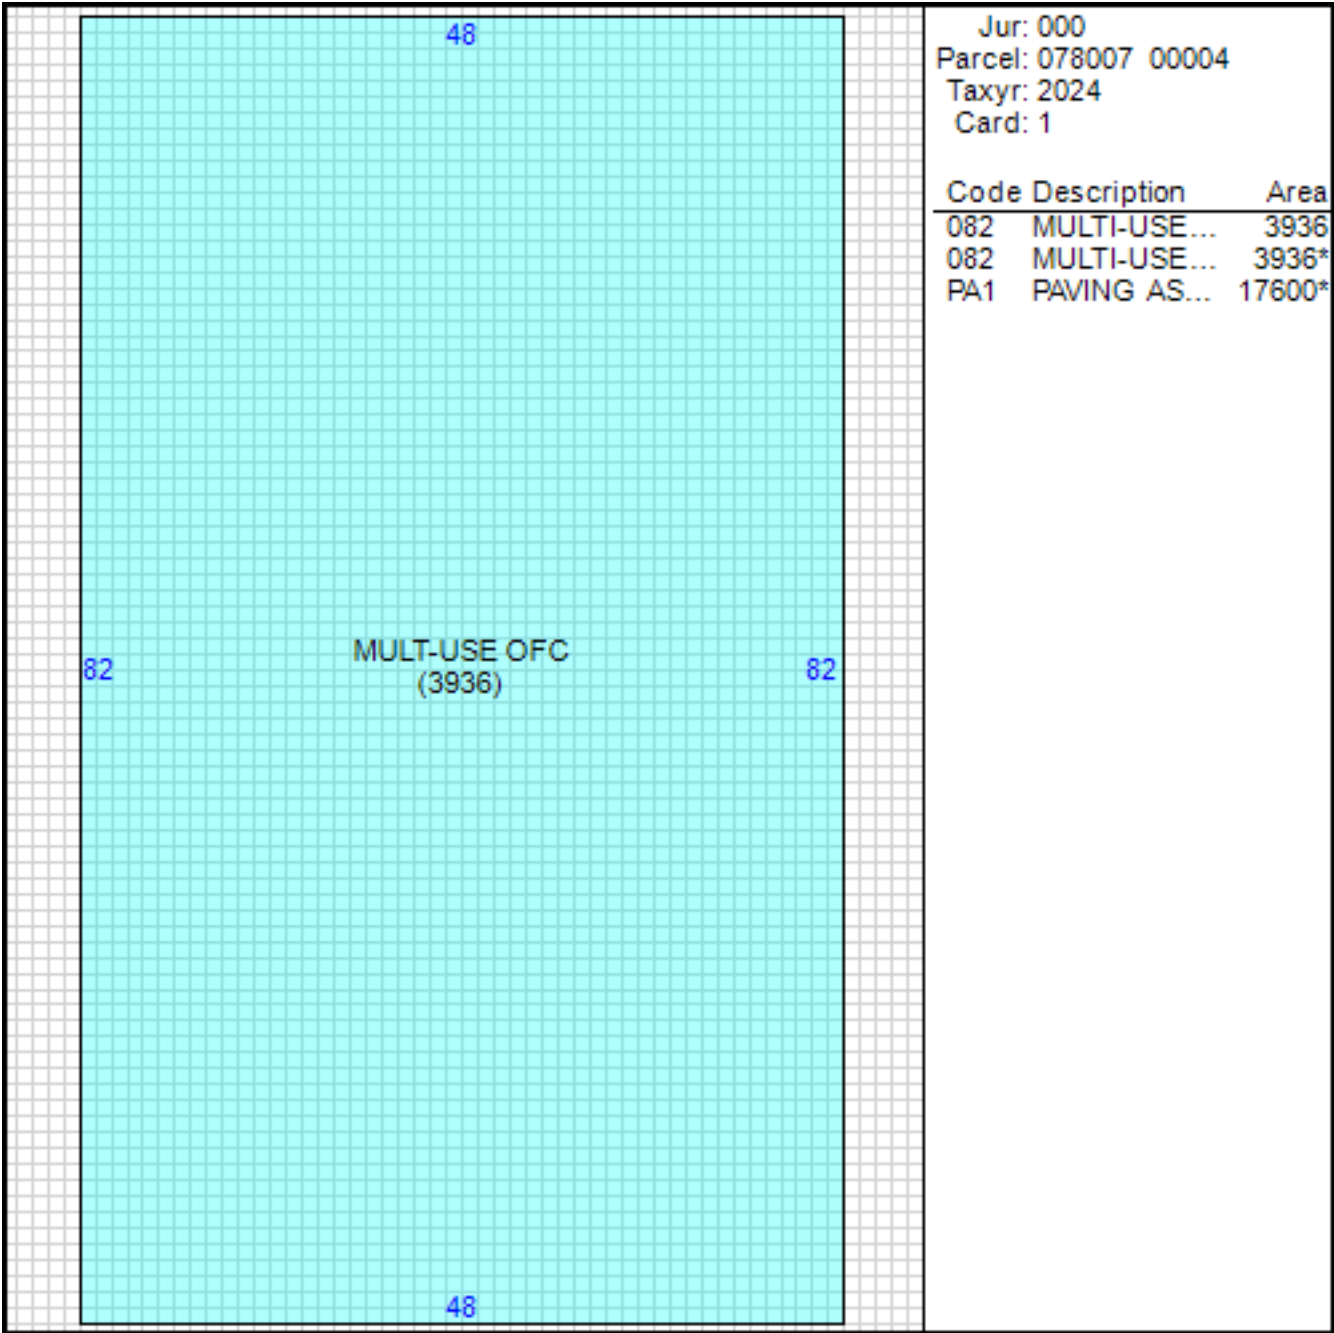 48
82
MULT-USE OFC
(3936)
82
48
Jur: 000
Parcel: 078007 00004
Taxyr: 2024
Card: 1
Code Description Area
082 MULTI-USE... 3936
082 MULTI-USE... 3936*
PA1 PAVING AS... 17600*